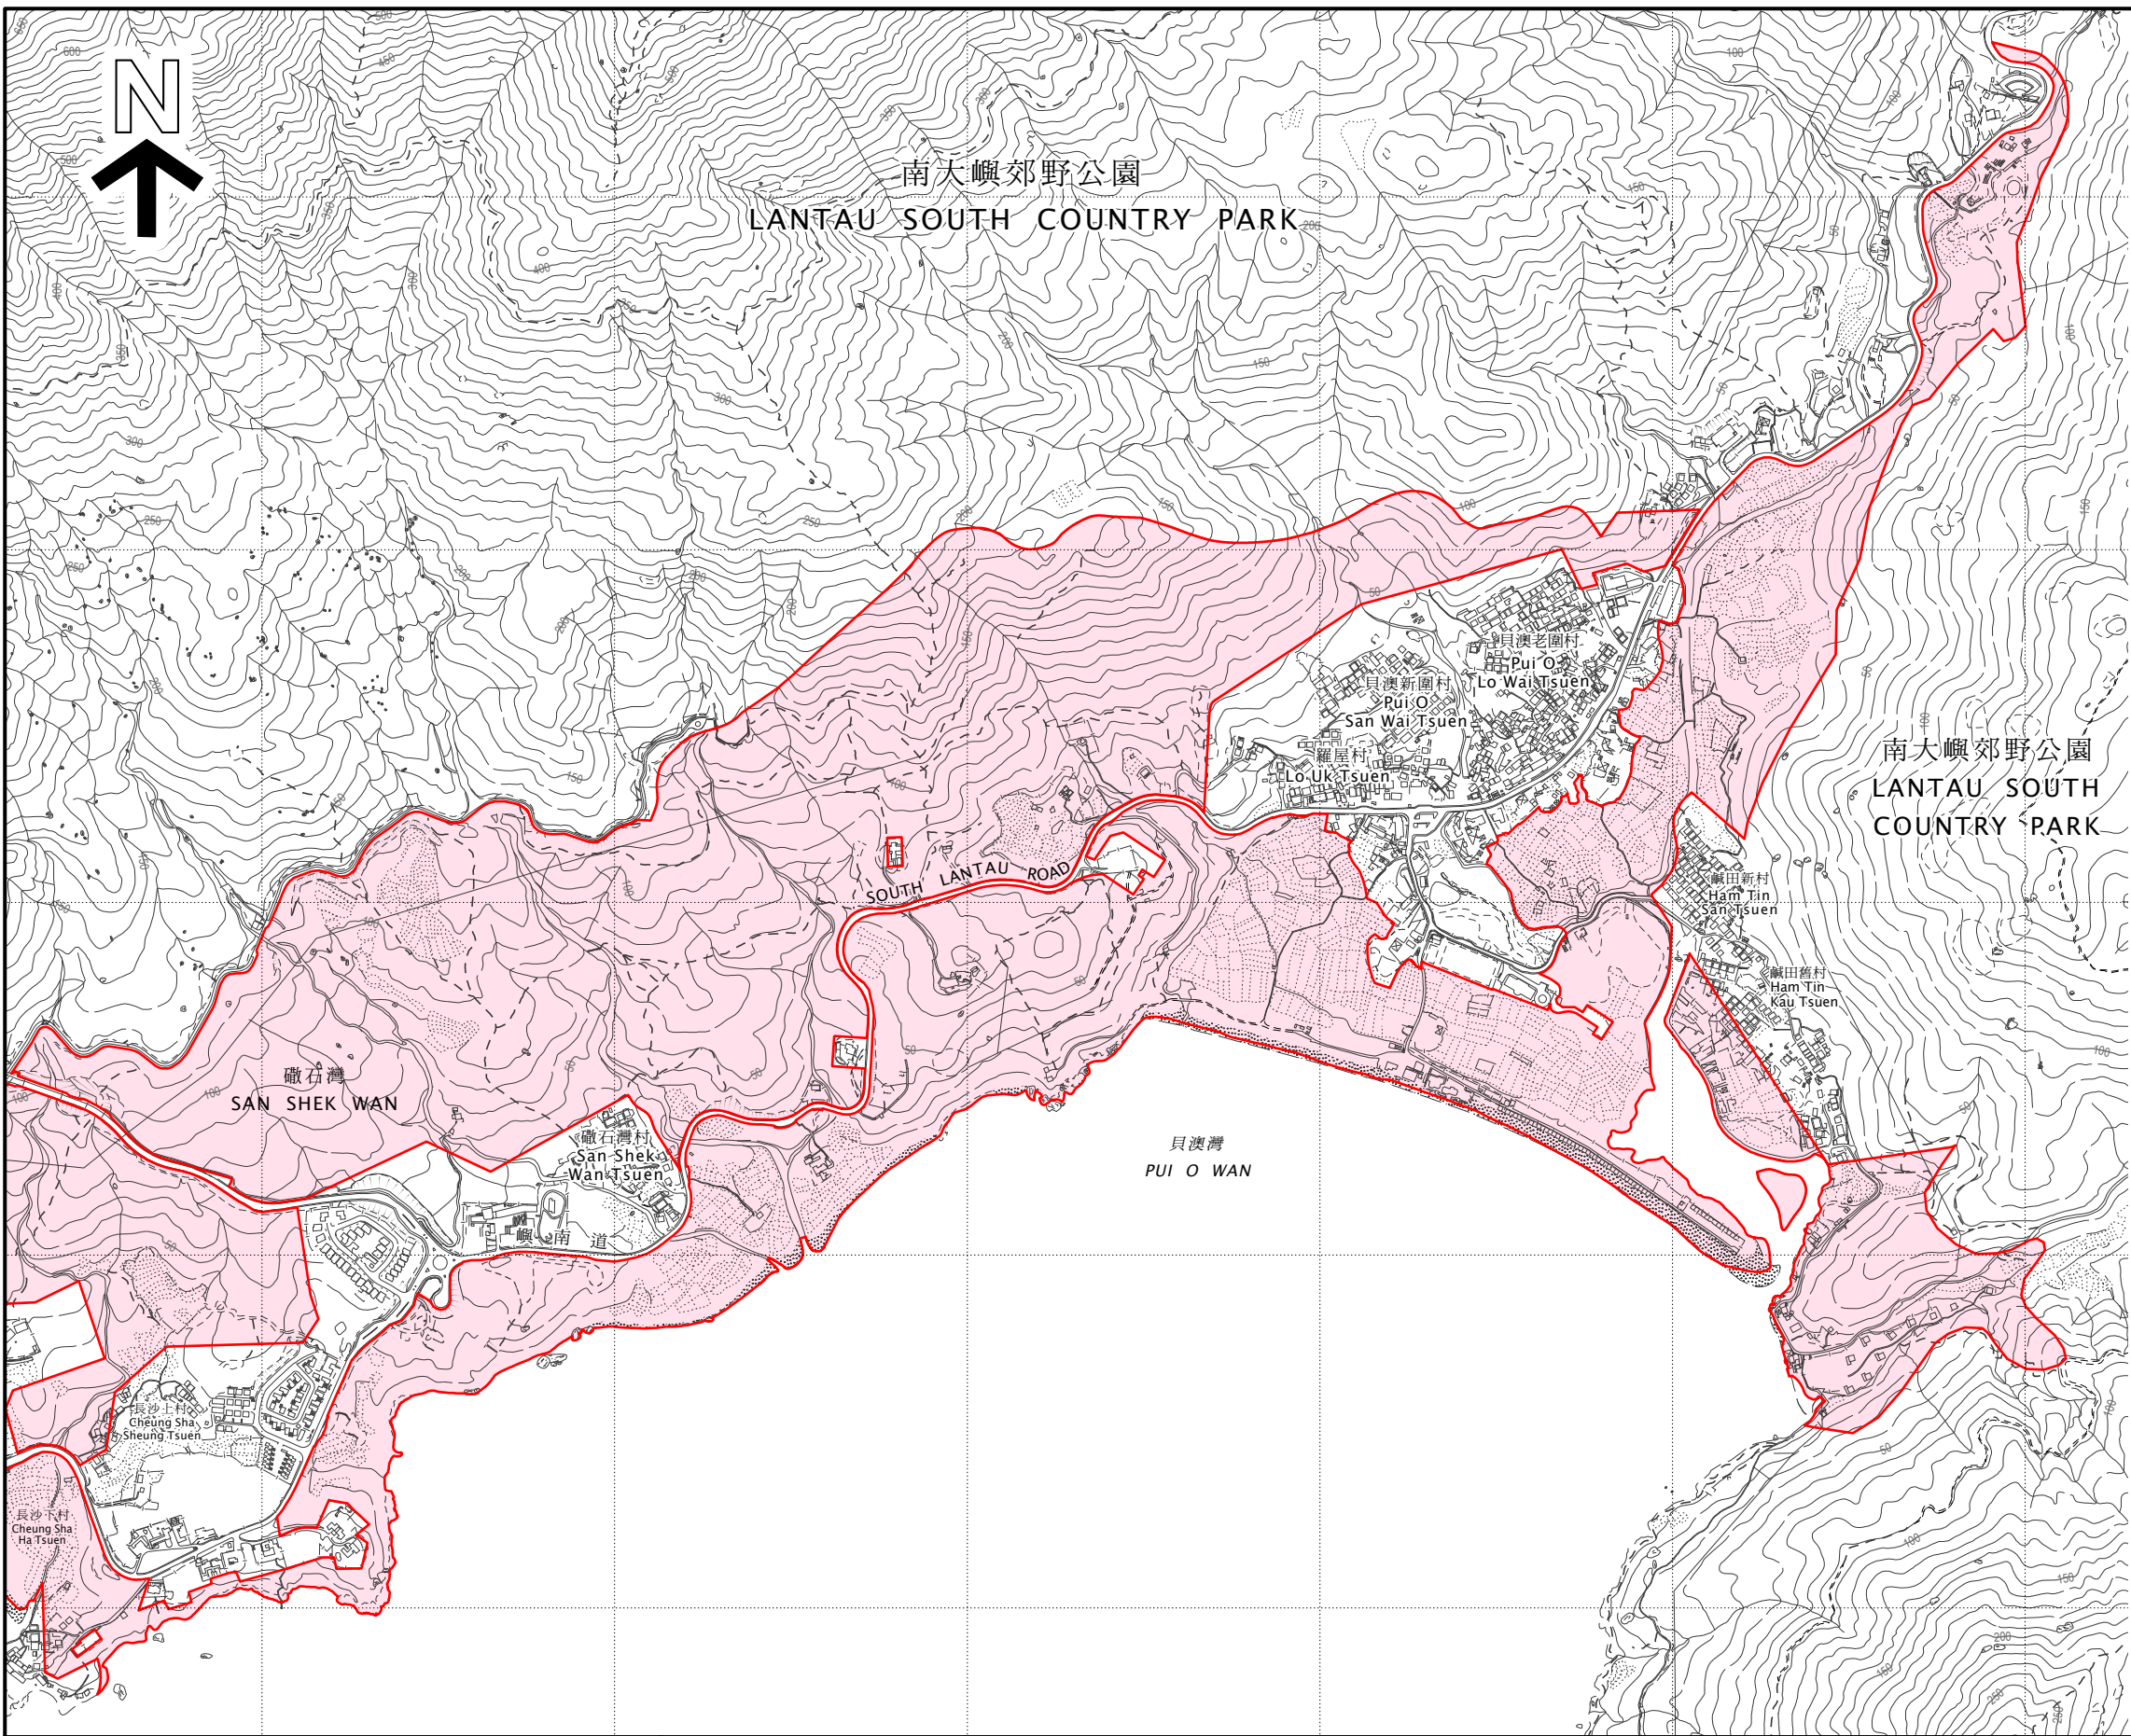 N
南大嶼郊野公園
LANTAU SOUTH COUNTRY PARK
貝澳老圍村
Pui O
Lo Wai Tsuen
貝澳新圍村
Pui O
San Wai Tsuen
羅屋村
Lo Uk Tsuen
南大嶼郊野公園
LANTAU SOUTH
COUNTRY PARK
SOUTH LANTAU ROAD
鹹田新村
Ham Tin
San Tsuen
鹹田舊村
Ham Tin
Kau Tsuen
䃟石灣
SAN SHEK WAN
䃟石灣村
San Shek
Wan Tsuen
貝澳灣
PUI O WAN
嶼南道
長沙上村
Cheung Sha
Sheung Tsuen
長沙下村
Cheung Sha
Ha Tsuen